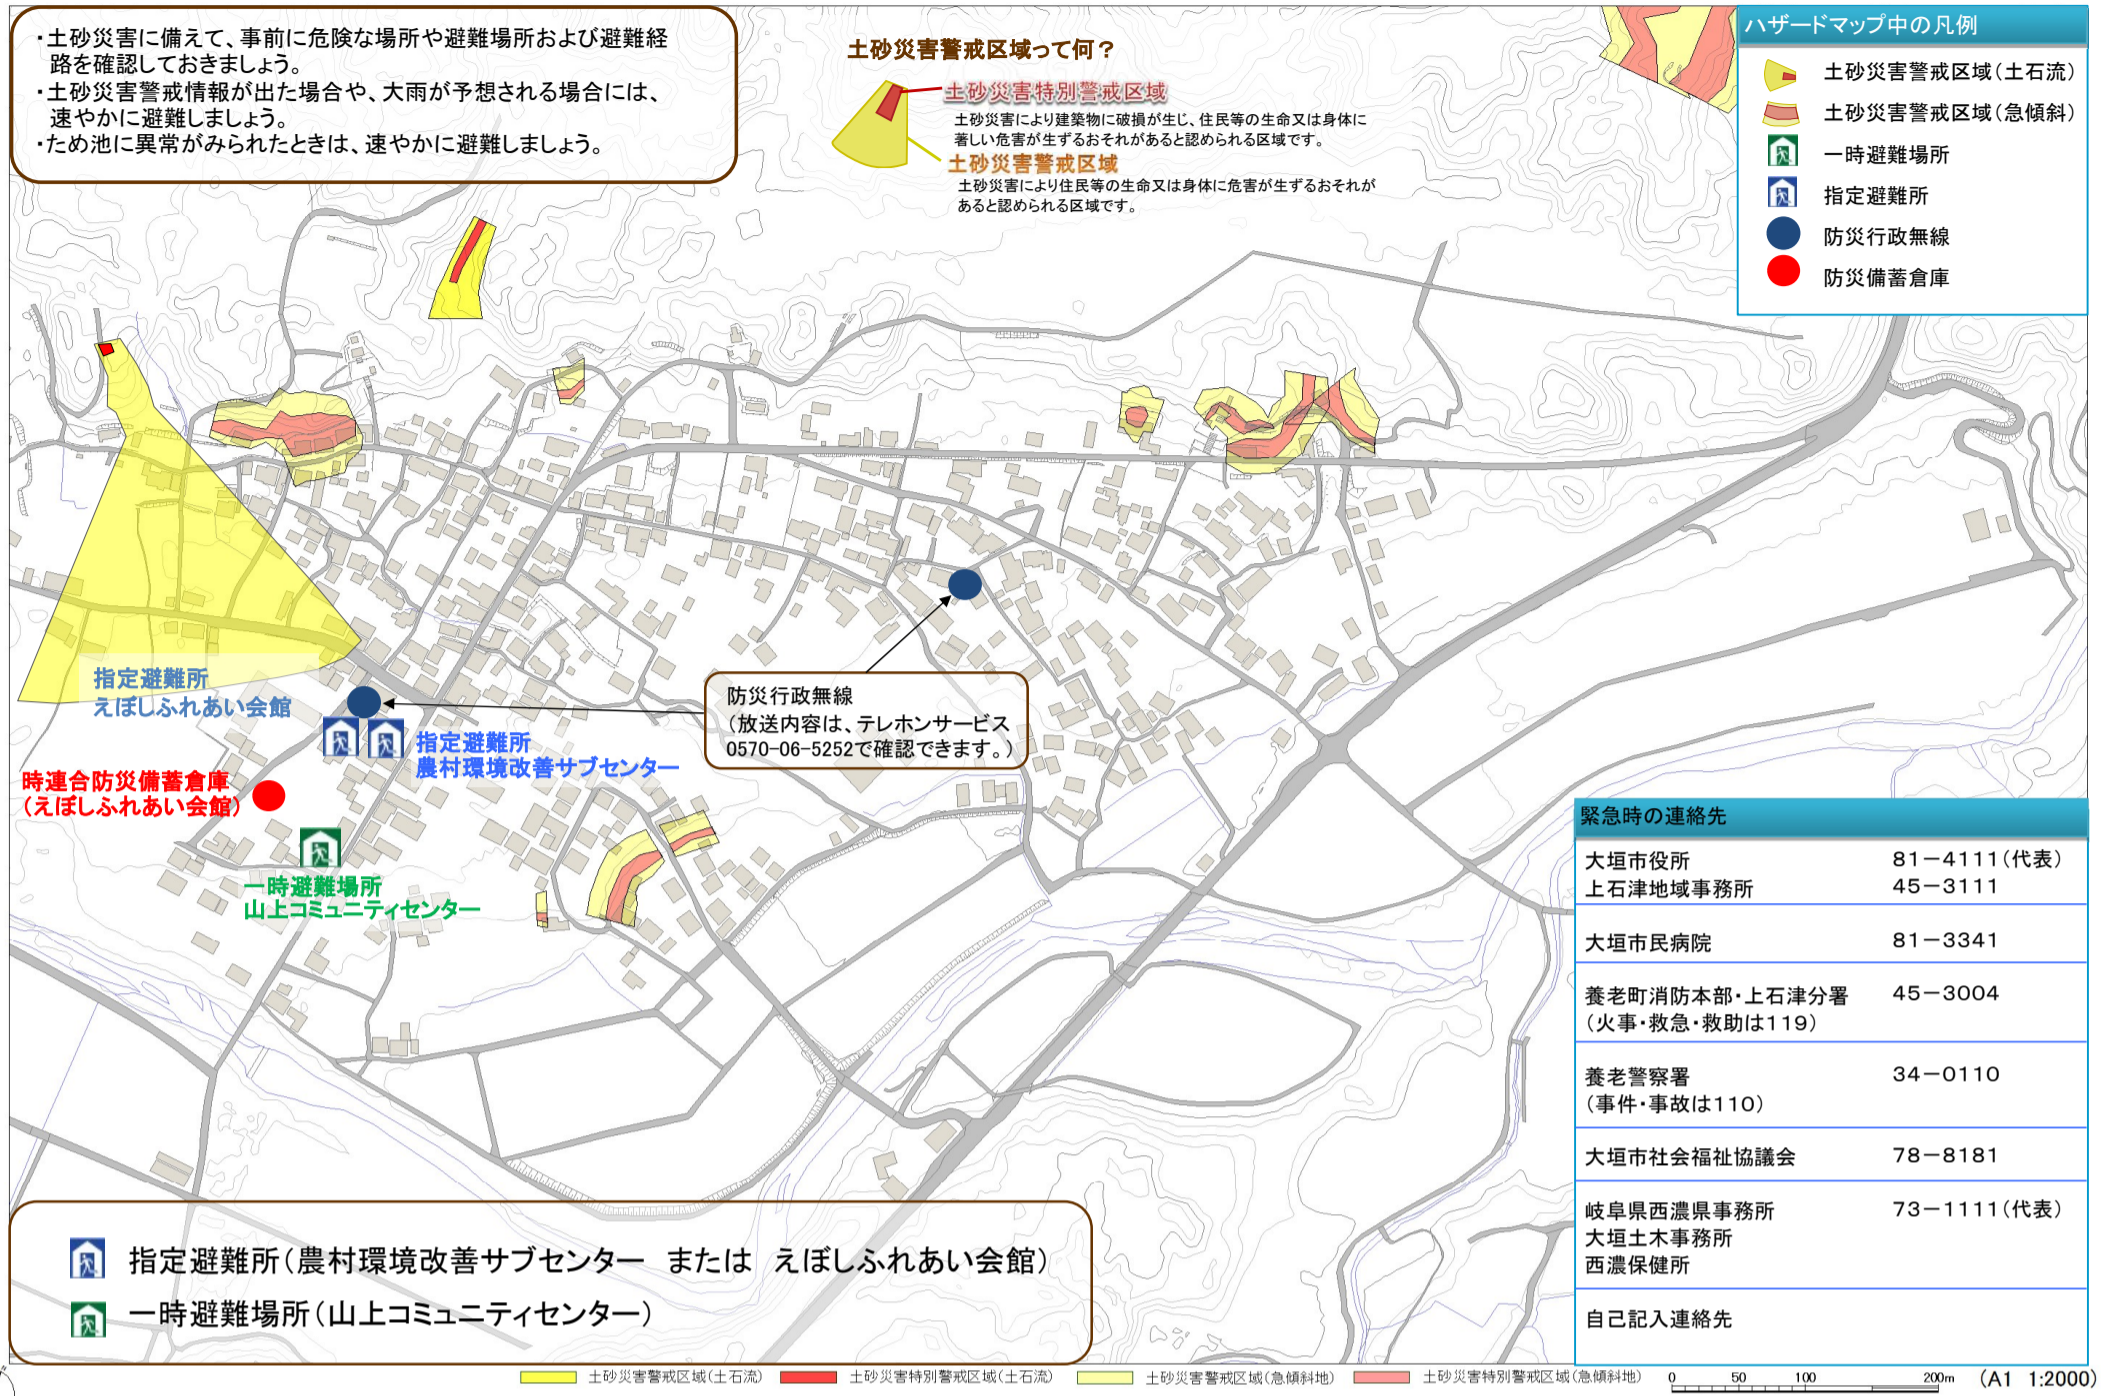 ・土砂災害に備えて、事前に危険な場所や避難場所および避難経
路を確認しておきましょう。
・土砂災害警戒情報が出た場合や、大雨が予想される場合には、
速やかに避難しましょう。
・ため池に異常がみられたときは、速やかに避難しましょう。
土砂災害警戒区域って何？
土砂災害特別警戒区域
土砂災害により建築物に破損が生じ、住民等の生命又は身体に
著しい危害が生ずるおそれがあると認められる区域です。
土砂災害警戒区域
土砂災害により住民等の生命又は身体に危害が生ずるおそれが
あると認められる区域です。
ハザードマップ中の凡例
土砂災害警戒区域（土石流）
土砂災害警戒区域（急傾斜）
一時避難場所
指定避難所
防災行政無線
防災備蓄倉庫
指定避難所
えぼしふれあい会館
指定避難所
農村環境改善サブセンター
防災行政無線
（放送内容は、テレホンサービス
0570-06-5252で確認できます。）
時連合防災備蓄倉庫
（えぼしふれあい会館）
一時避難場所
山上コミュニティセンター
緊急時の連絡先
大垣市役所 81－4111（代表）
上石津地域事務所 45－3111
大垣市民病院 81－3341
養老町消防本部・上石津分署 45－3004
（火事・救急・救助は119）
養老警察署 34－0110
（事件・事故は110）
大垣市社会福祉協議会 78－8181
岐阜県西濃県事務所 73－1111（代表）
大垣土木事務所
西濃保健所
自己記入連絡先
指定避難所（農村環境改善サブセンター　または　えぼしふれあい会館）
一時避難場所（山上コミュニティセンター）
土砂災害警戒区域（土石流） 土砂災害特別警戒区域（土石流） 土砂災害警戒区域（急傾斜地） 土砂災害特別警戒区域（急傾斜地） 0 50 100 200m （A1 1:2000）